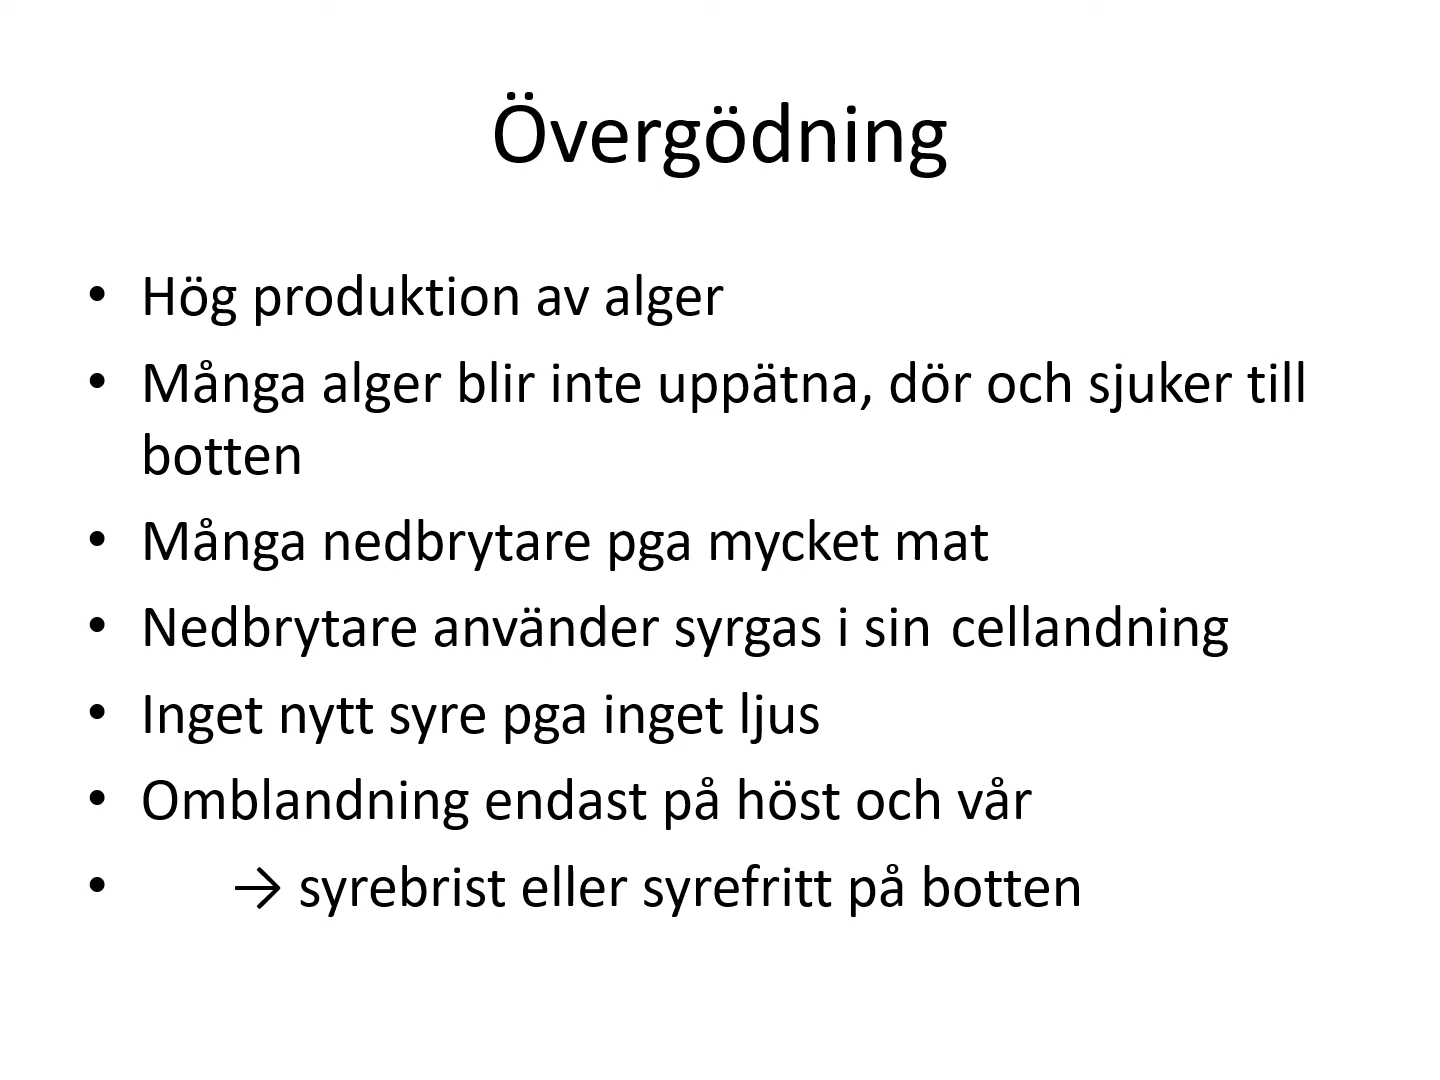 Övergödning
• Hög produktion av alger
• Många alger blir inte uppätna, dör och sjuker till
botten
• Många nedbrytare pga mycket mat
• Nedbrytare använder syrgas i sin cellandning
• Inget nytt syre pga inget ljus
• Omblandning endast på höst och vår
• → syrebrist eller syrefritt på botten